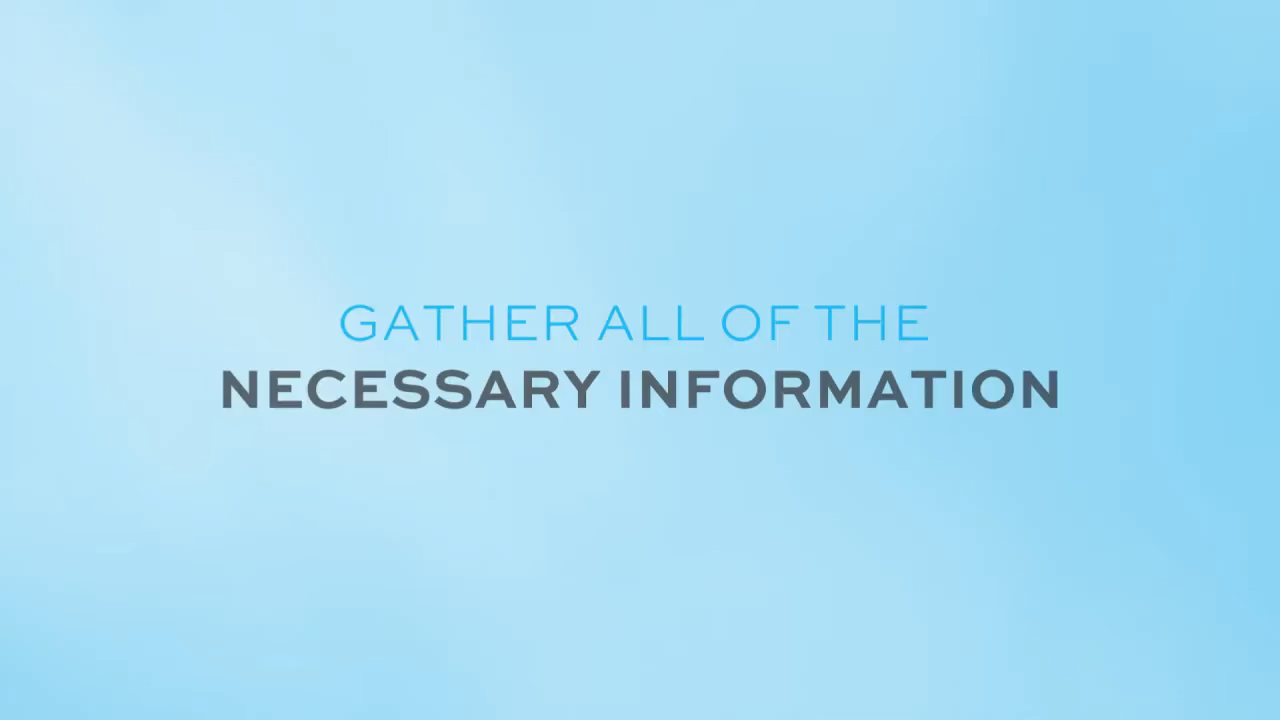 GATHER ALL OF THE
NECESSARY INFORMATION